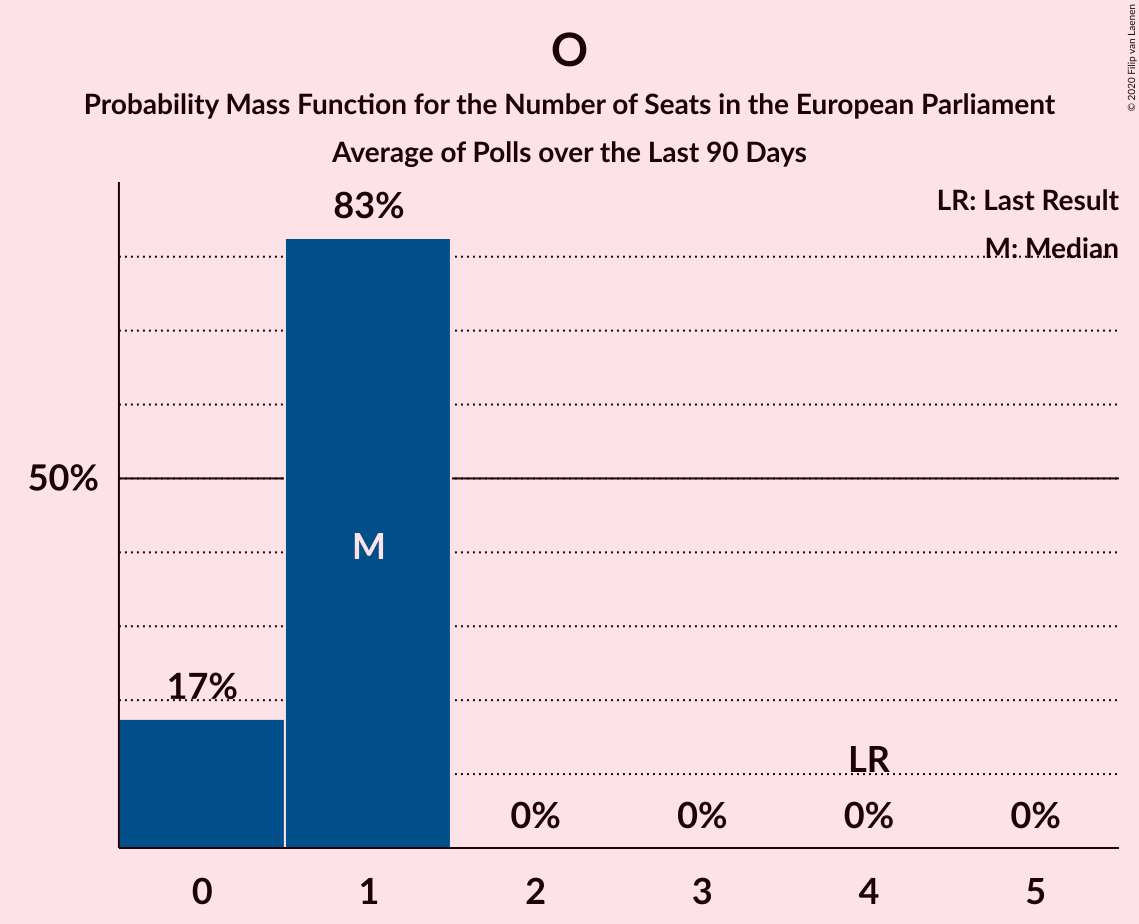 O
Probability Mass Function for the Number of Seats in the European Parliament
Average of Polls over the Last 90 Days
© 2020 Filip van Laenen
LR: Last Result
M: Median
83%
50%
M
17%
LR
0% 0% 0% 0%
0 1 2 3 4 5